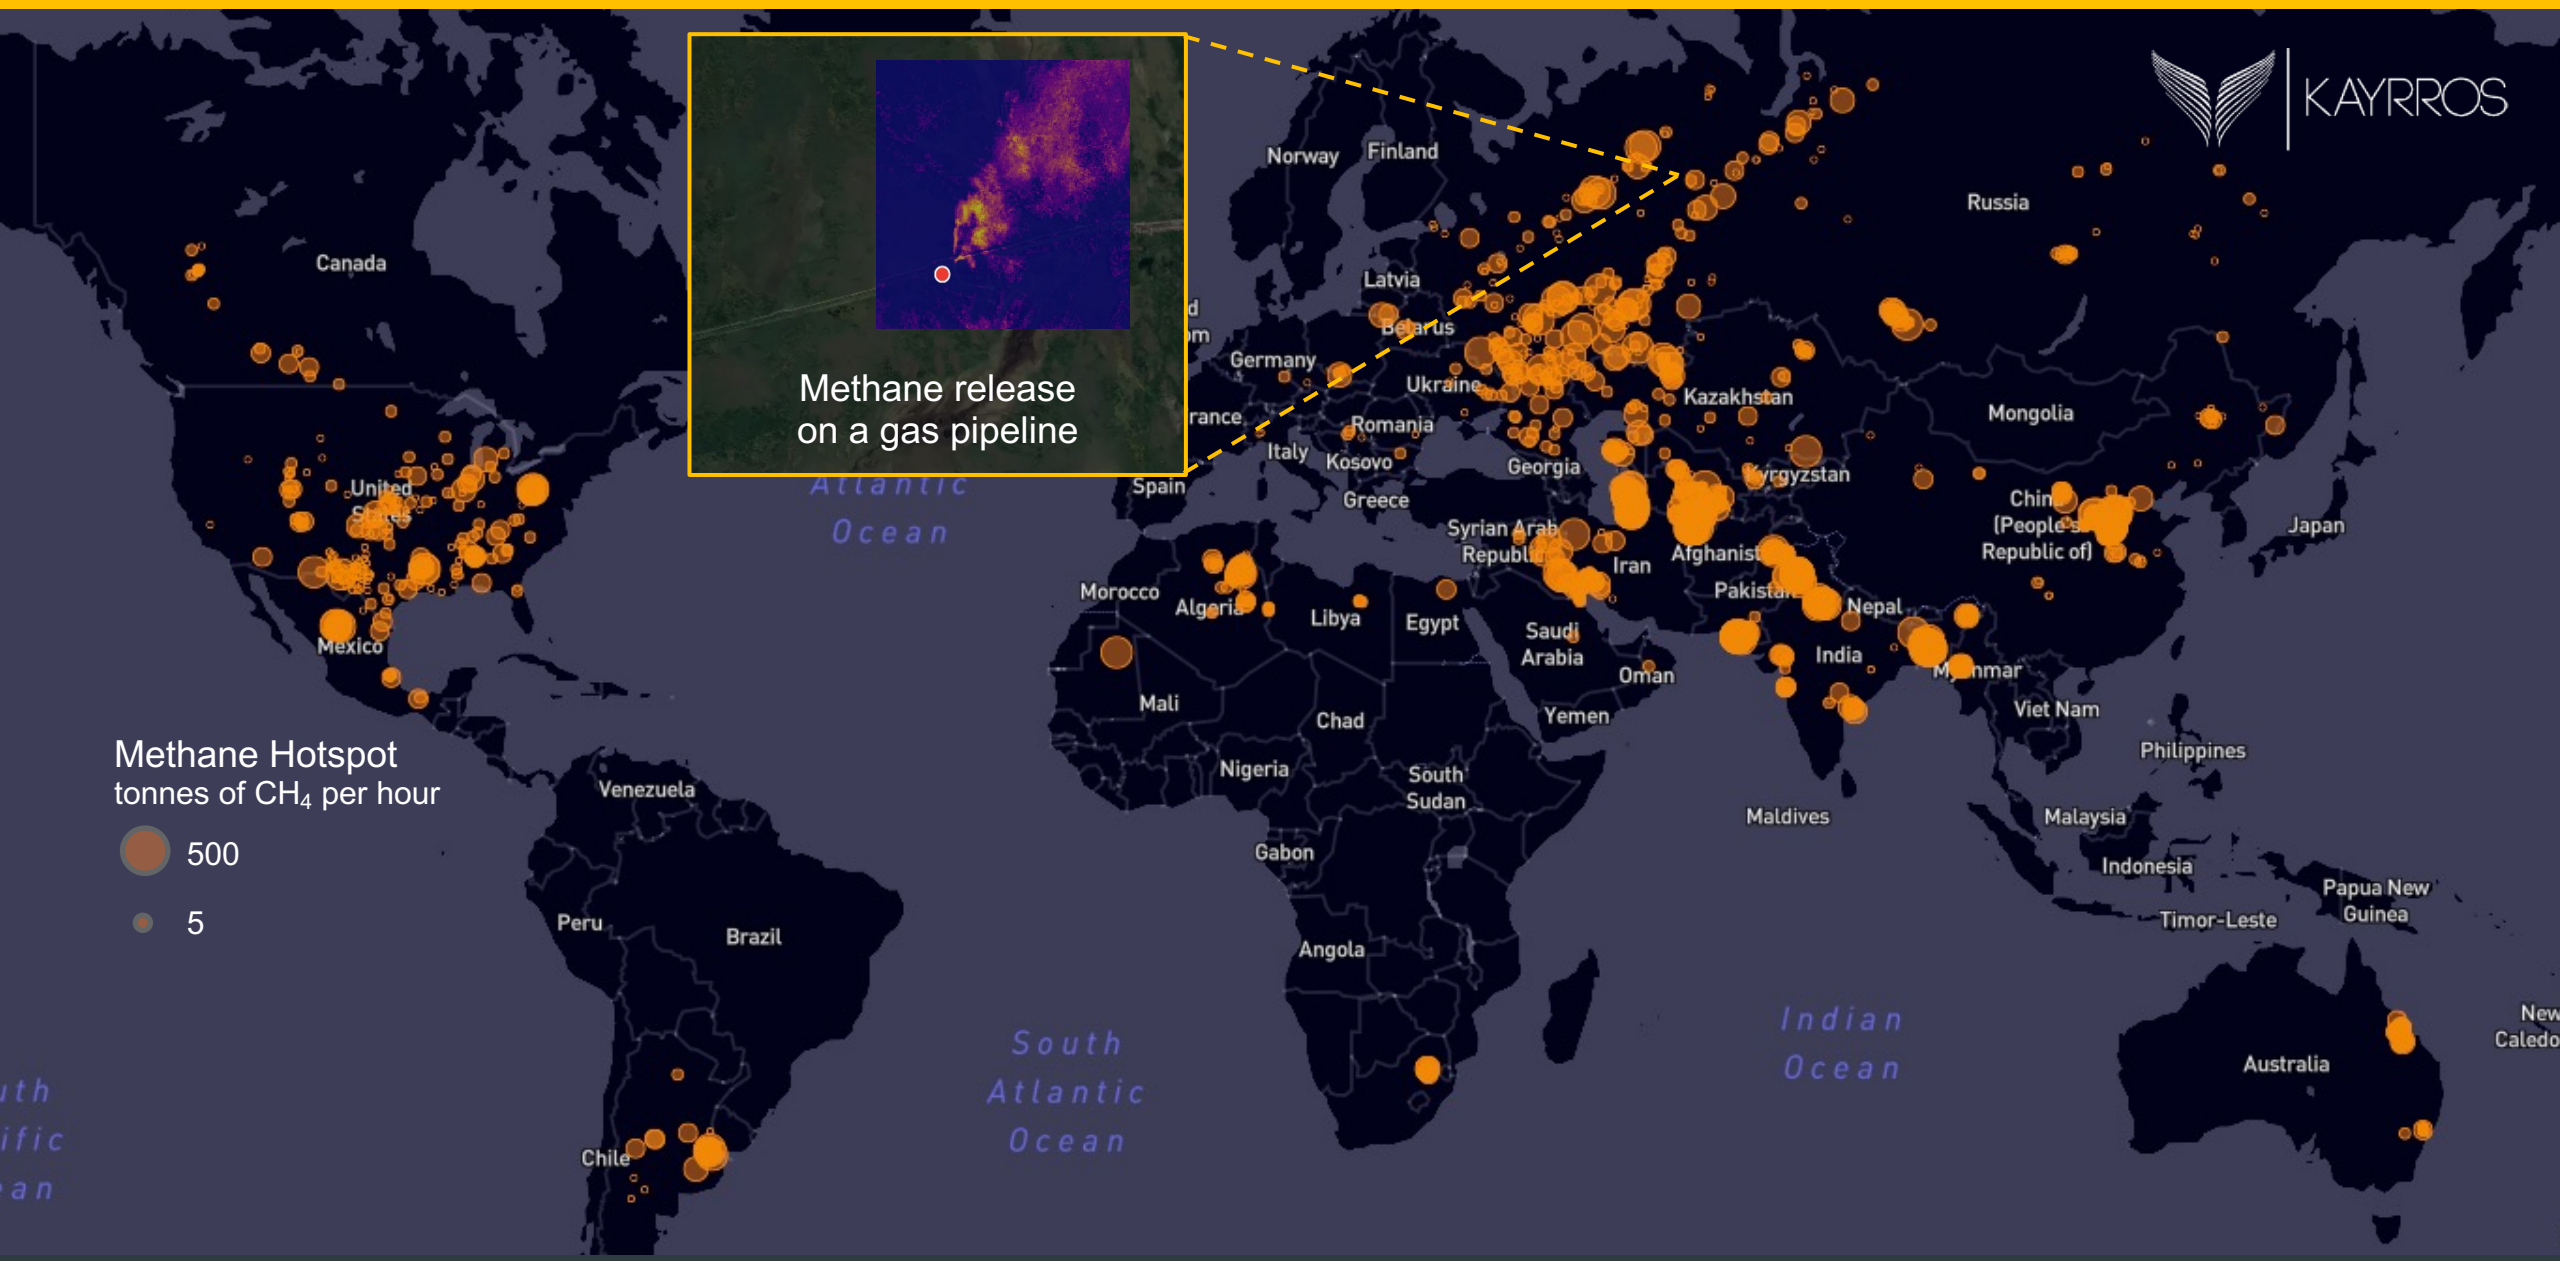 KAYRROS
Norway
Finland
Russia
Canada
Latvia
Belarus
Germany
Ukraine
Methane release
on a gas pipeline
Kazakhstan
Mongolia
Romania
Italy
Kosovo
Georgia
Kyrgyzstan
United
States
Atlantic
Ocean
Spain
Greece
Syrian Arab
Republic
Iran
Afghanist
China
(People's
Republic of)
Japan
Morocco
Algeria
Libya
Egypt
Pakistan
Nepal
Saudi
Arabia
Oman
India
Myanmar
Mexico
Mali
Chad
Yemen
Viet Nam
Philippines
Methane Hotspot
tonnes of CH₄ per hour
500
5
Venezuela
Nigeria
South
Sudan
Maldives
Malaysia
Gabon
Indonesia
Papua New
Guinea
Timor-Leste
Peru
Brazil
Angola
South
Atlantic
Ocean
Indian
Ocean
New
Australia
Chile